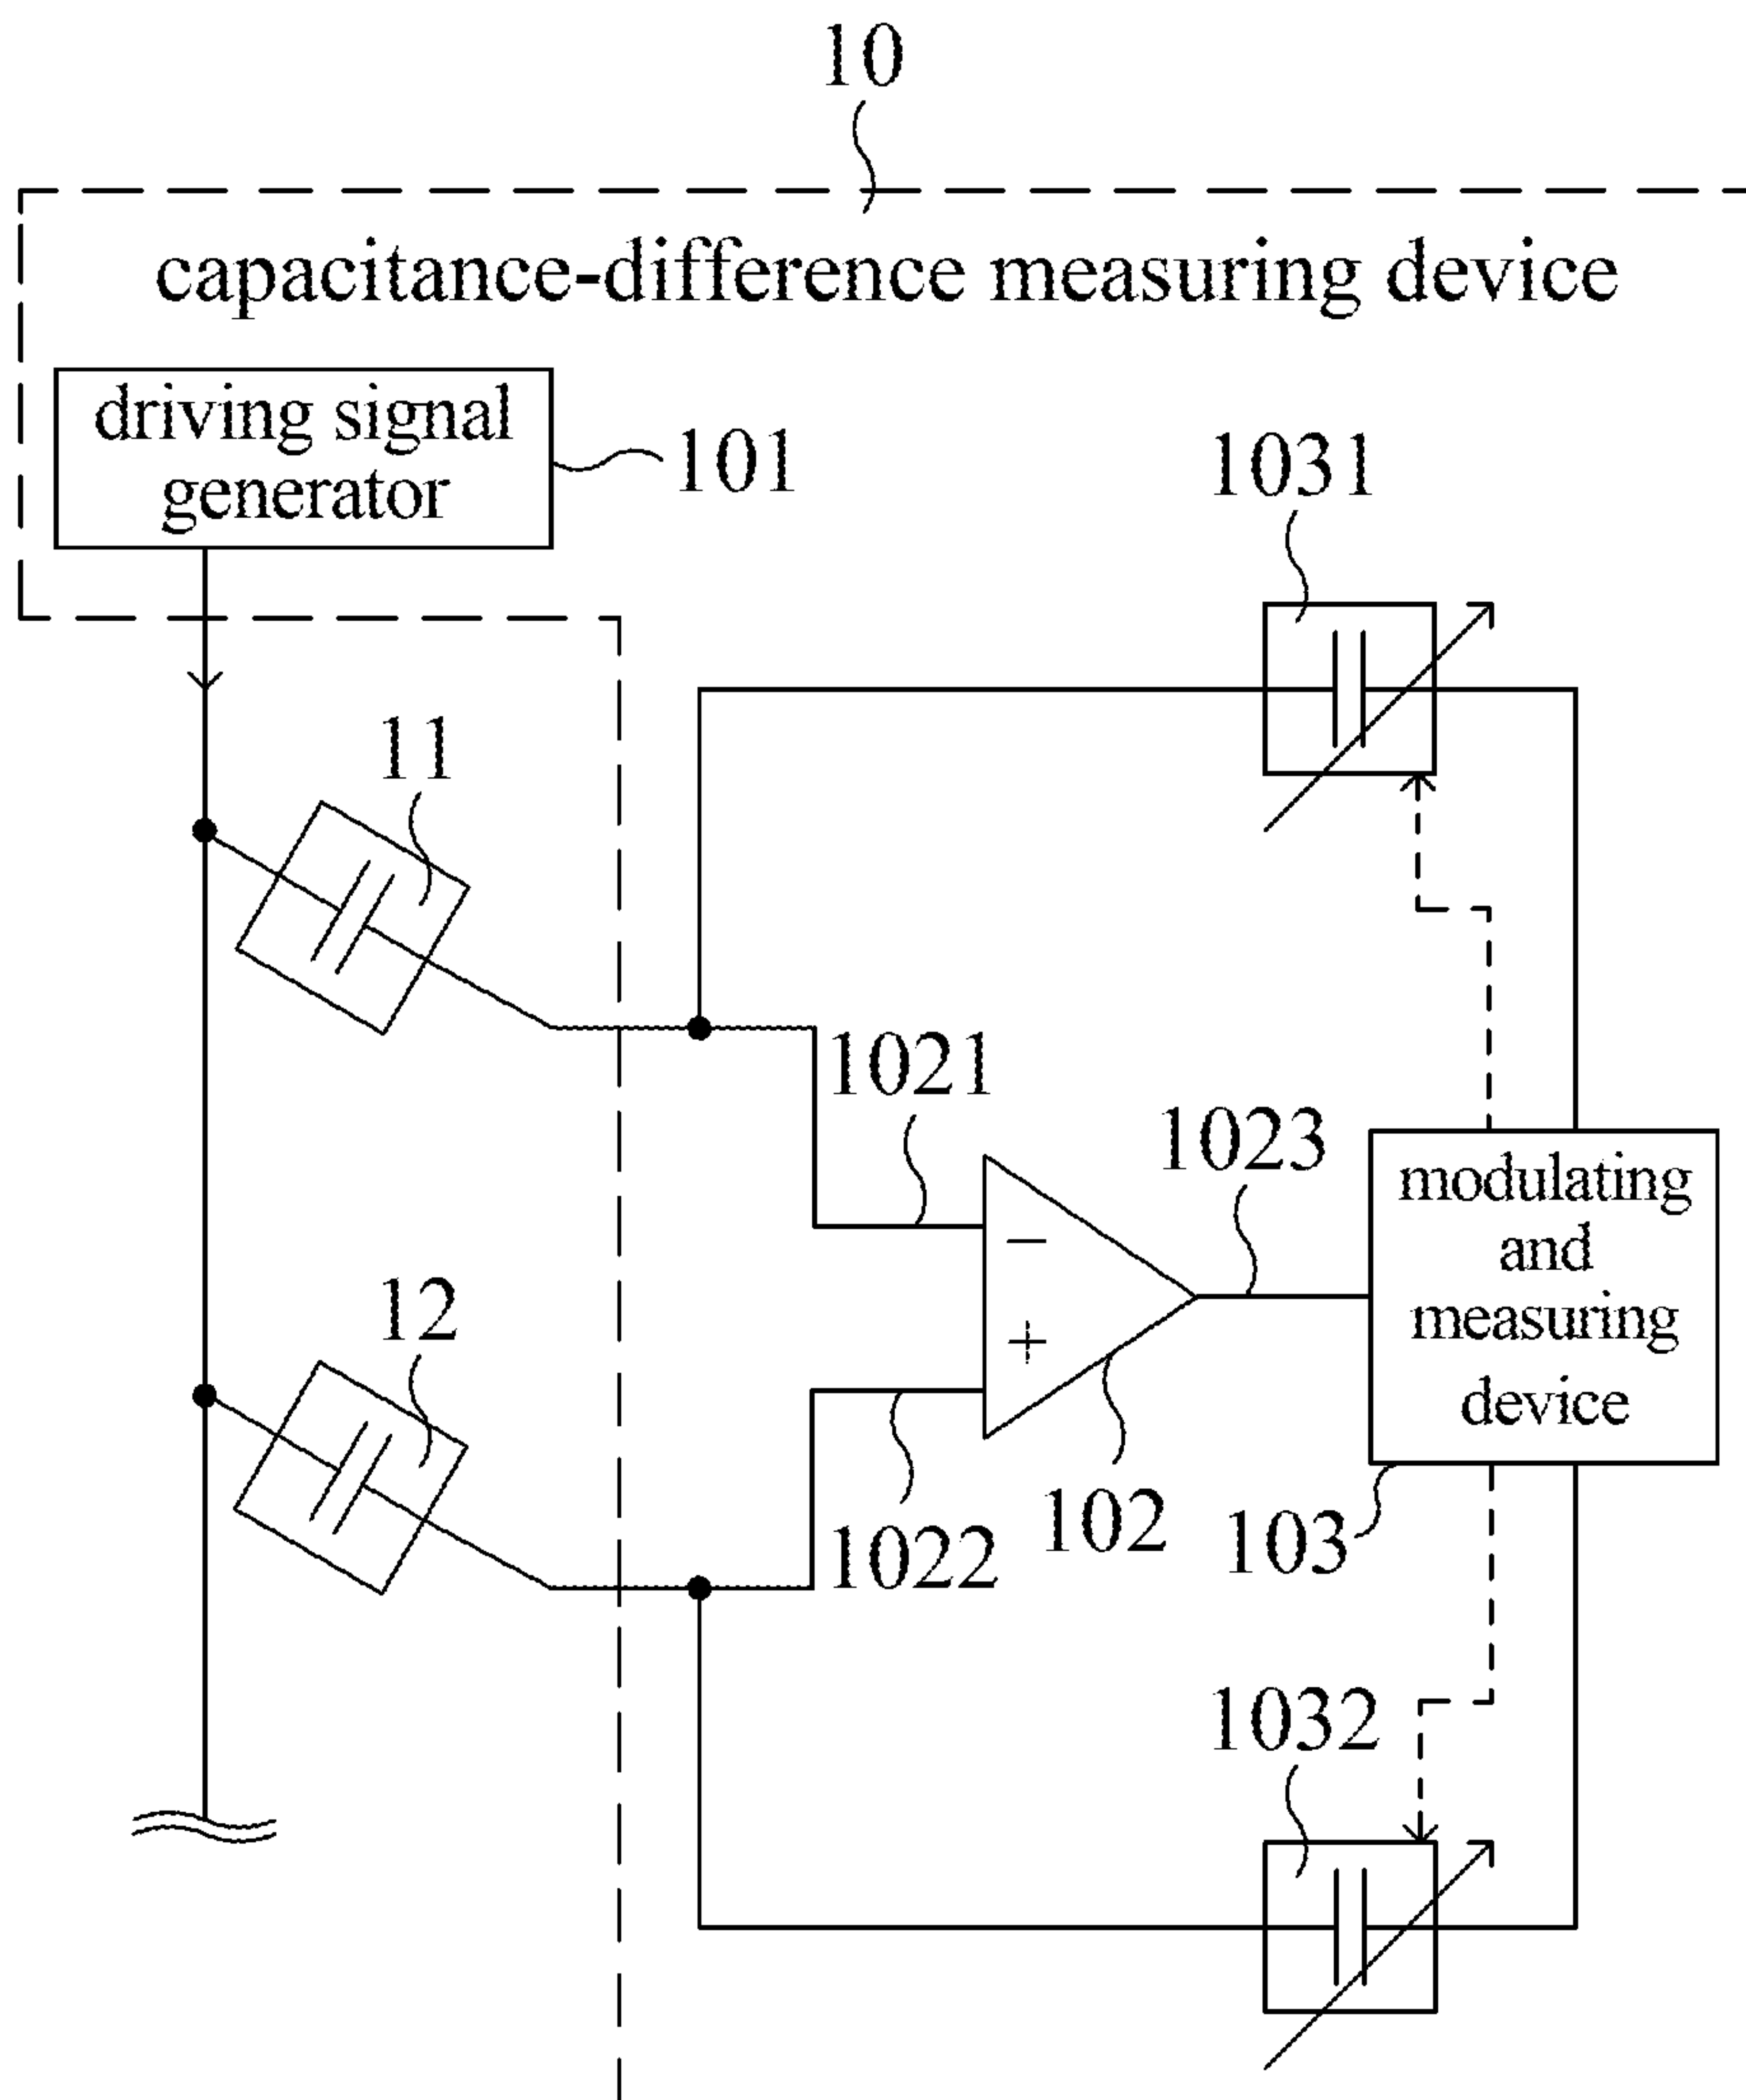 10
capacitance-difference measuring device
driving signal
generator
101
1031
11
1021
1023
modulating
and
measuring
device
12
102
103
1022
1032